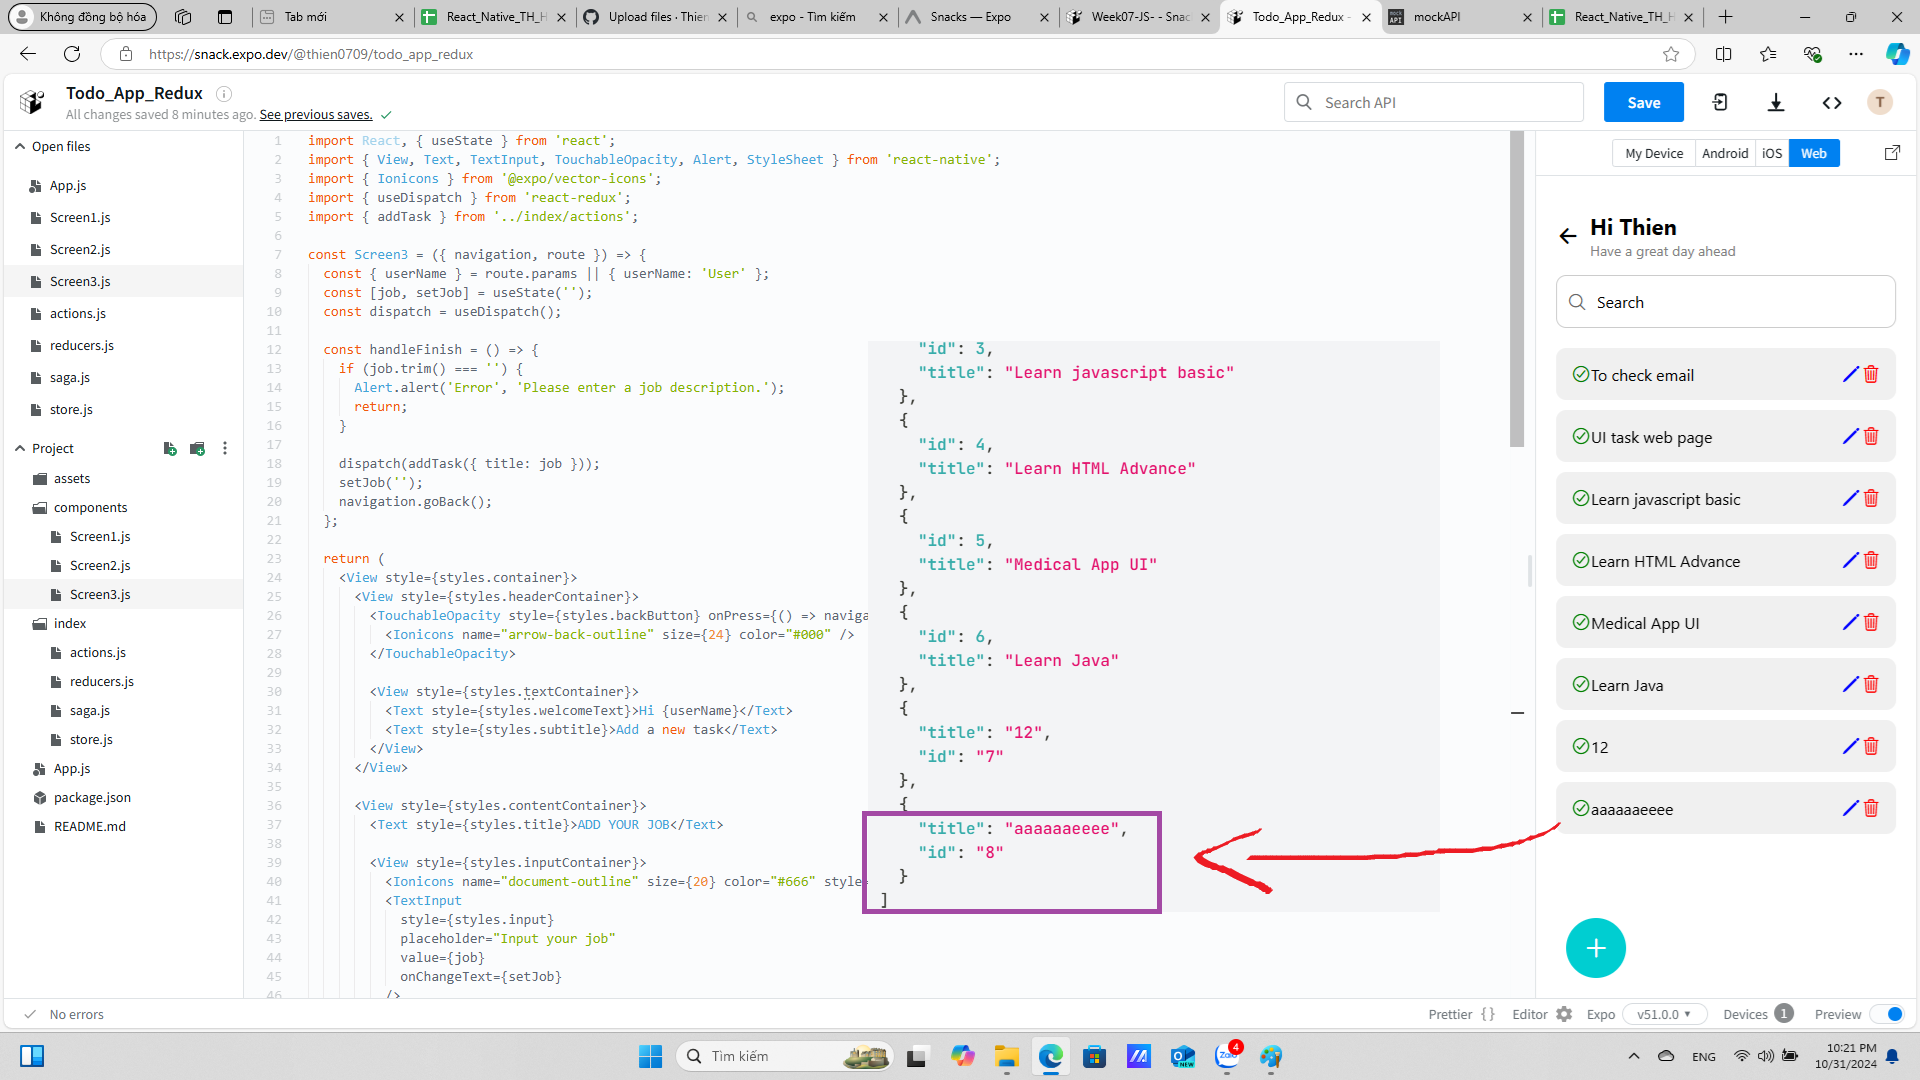 Không đồng bộ hóa
Tab mới
React_Native_TH_H
Upload files · Thien
expo - Tìm kiếm
Snacks — Expo
Week07-JS- - Snac
Todo_App_Redux -
mockAPI
React_Native_TH_H
https://snack.expo.dev/@thien0709/todo_app_redux
Todo_App_Redux
All changes saved 8 minutes ago. See previous saves.
Search API
Save
T
Open files
App.js
Screen1.js
Screen2.js
Screen3.js
actions.js
reducers.js
saga.js
store.js
Project
assets
components
Screen1.js
Screen2.js
Screen3.js
index
actions.js
reducers.js
saga.js
store.js
App.js
package.json
README.md
1 import React, { useState } from 'react';
2 import { View, Text, TextInput, TouchableOpacity, Alert, StyleSheet } from 'react-native';
3 import { Ionicons } from '@expo/vector-icons';
4 import { useDispatch } from 'react-redux';
5 import { addTask } from '../index/actions';
6
7 const Screen3 = ({ navigation, route }) => {
8 const { userName } = route.params || { userName: 'User' };
9 const [job, setJob] = useState('');
10 const dispatch = useDispatch();
11
12 const handleFinish = () => {
13 if (job.trim() === '') {
14 Alert.alert('Error', 'Please enter a job description.');
15 return;
16 }
17
18 dispatch(addTask({ title: job }));
19 setJob('');
20 navigation.goBack();
21 };
22
23 return (
24 <View style={styles.container}>
25 <View style={styles.headerContainer}>
26 <TouchableOpacity style={styles.backButton} onPress={() => naviga
27 <Ionicons name="arrow-back-outline" size={24} color="#000" />
28 </TouchableOpacity>
29
30 <View style={styles.textContainer}>
31 <Text style={styles.welcomeText}>Hi {userName}</Text>
32 <Text style={styles.subtitle}>Add a new task</Text>
33 </View>
34 </View>
35
36 <View style={styles.contentContainer}>
37 <Text style={styles.title}>ADD YOUR JOB</Text>
38
39 <View style={styles.inputContainer}>
40 <Ionicons name="document-outline" size={20} color="#666" style=
41 <TextInput
42 style={styles.input}
43 placeholder="Input your job"
44 value={job}
45 onChangeText={setJob}
46 />
"id": 3,
"title": "Learn javascript basic"
},
{
"id": 4,
"title": "Learn HTML Advance"
},
{
"id": 5,
"title": "Medical App UI"
},
{
"id": 6,
"title": "Learn Java"
},
{
"title": "12",
"id": "7"
},
{
"title": "aaaaaaeeee",
"id": "8"
}
]
My Device
Android
iOS
Web
Hi Thien
Have a great day ahead
Search
To check email
UI task web page
Learn javascript basic
Learn HTML Advance
Medical App UI
Learn Java
12
aaaaaaeeee
+
No errors
Prettier { }
Editor
Expo
v51.0.0
Devices 1
Preview
Tìm kiếm
NEW
Zalo
4
ENG
10:21 PM
10/31/2024